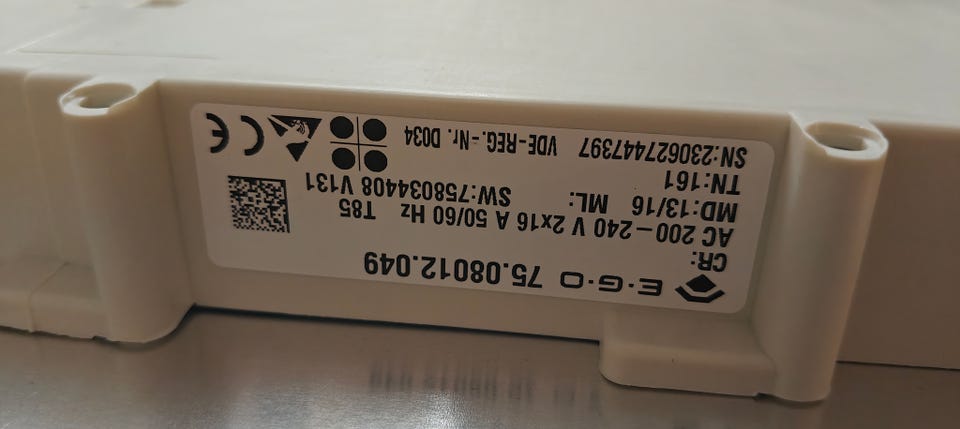 E·G·O 75.08012.049
CR:
AC 200-240 V 2x16 A 50/60 Hz T85
MD:13/16 ML: SW:758034408 V131
TN:161
SN:230627447397 VDE-REG.-Nr. D034
CE